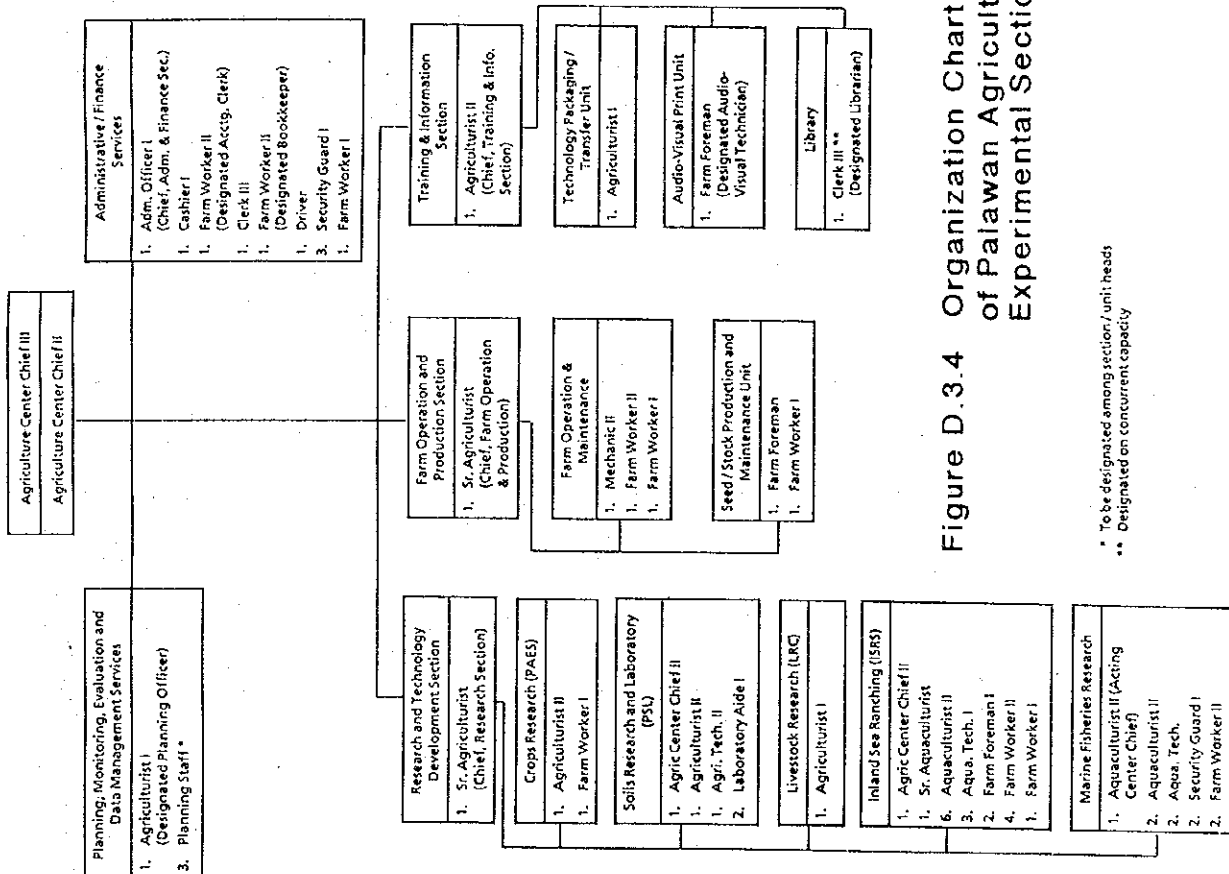 Agriculture Center Chief III
Agriculture Center Chief II
Planning, Monitoring, Evaluation and
Data Management Services
1. Agriculturist I
(Designated Planning Officer)
3. Planning Staff *
Administrative / Finance
Services
1. Adm. Officer I
(Chief, Adm. & Finance Sec.)
1. Cashier I
1. Farm Worker II
(Designated Acctg. Clerk)
1. Clerk III
1. Farm Worker II
(Designated Bookkeeper)
1. Driver
3. Security Guard I
1. Farm Worker I
Research and Technology
Development Section
1. Sr. Agriculturist
(Chief, Research Section)
Crops Research (PAES)
1. Agriculturist II
1. Farm Worker I
Soils Research and Laboratory
(PSL)
1. Agric Center Chief II
1. Agriculturist II
1. Agri. Tech. II
2. Laboratory Aide I
Livestock Research (LRC)
1. Agriculturist I
Inland Sea Ranching (ISRS)
1. Agric Center Chief II
1. Sr. Aquaculturist
6. Aquaculturist II
3. Aqua. Tech. I
2. Farm Foreman I
4. Farm Worker II
1. Farm Worker I
Marine Fisheries Research
1. Aquaculturist II (Acting
Center Chief)
2. Aquaculturist II
2. Aqua. Tech.
2. Security Guard I
2. Farm Worker II
Farm Operation and
Production Section
1. Sr. Agriculturist
(Chief, Farm Operation
& Production)
Farm Operation &
Maintenance
1. Mechanic II
1. Farm Worker II
1. Farm Worker I
Seed / Stock Production and
Maintenance Unit
1. Farm Foreman
1. Farm Worker I
Training & Information
Section
1. Agriculturist II
(Chief, Training & Info.
Section)
Technology Packaging /
Transfer Unit
1. Agriculturist I
Audio-Visual Print Unit
1. Farm Foreman
(Designated Audio-
Visual Technician)
Library
1. Clerk III **
(Designated Librarian)
Figure D.3.4 Organization Chart
of Palawan Agricult
Experimental Sectio
* To be designated among section / unit heads
** Designated on concurrent capacity